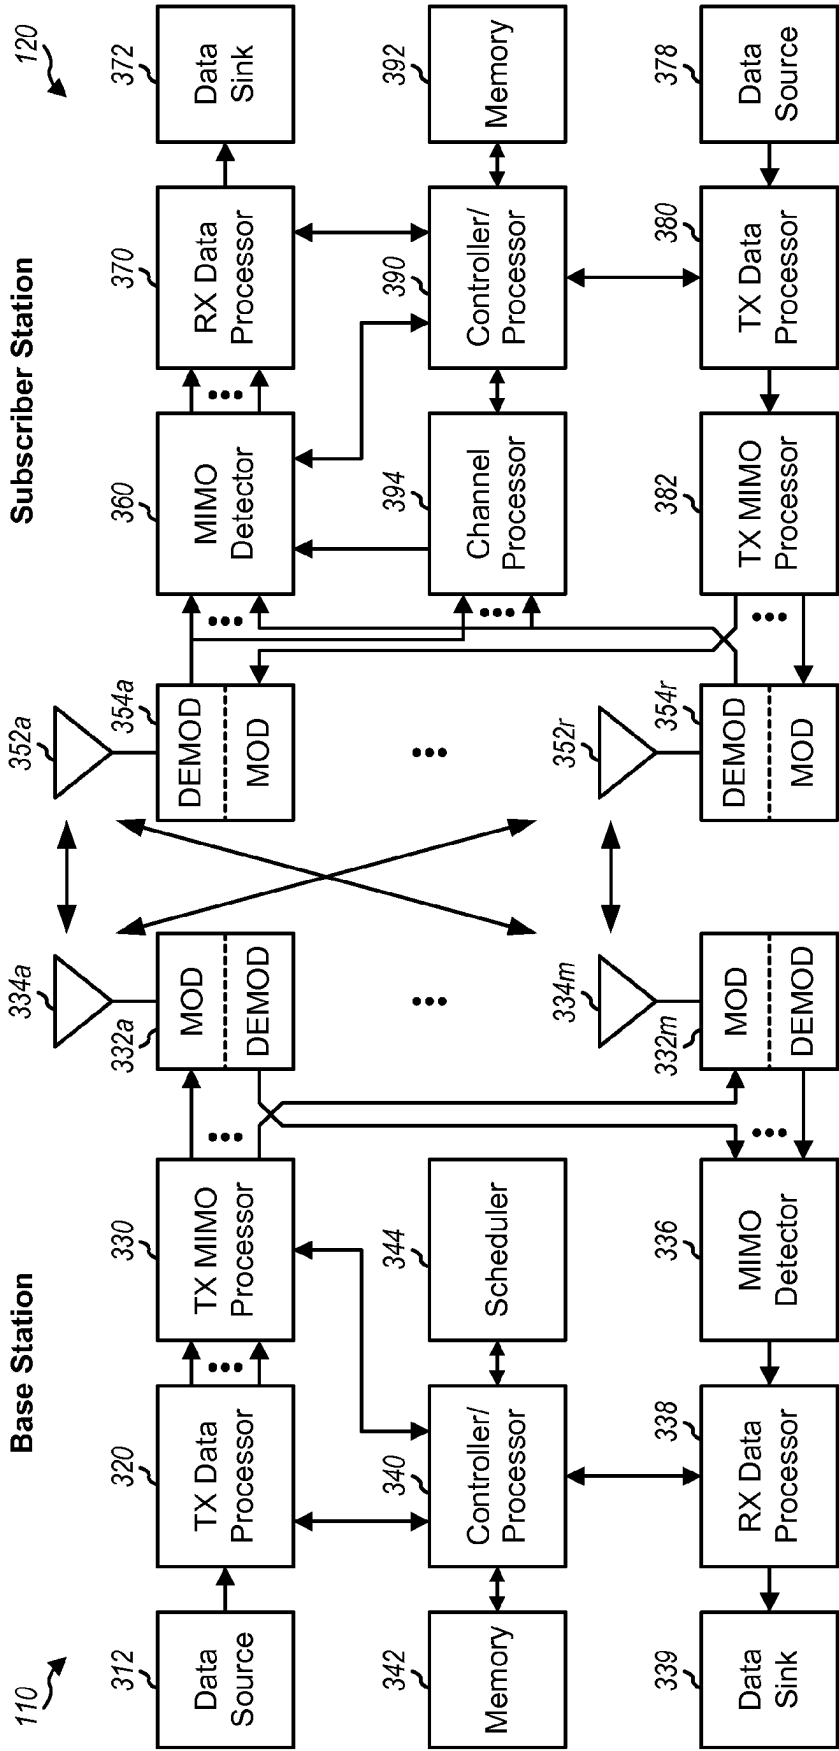 Base Station
Subscriber Station
110
120
312
Data
Source
320
TX Data
Processor
330
TX MIMO
Processor
332a
MOD
DEMOD
334a
352a
354a
DEMOD
MOD
360
MIMO
Detector
370
RX Data
Processor
372
Data
Sink
342
Memory
340
Controller/
Processor
344
Scheduler
394
Channel
Processor
390
Controller/
Processor
392
Memory
339
Data
Sink
338
RX Data
Processor
336
MIMO
Detector
332m
MOD
DEMOD
334m
352r
354r
DEMOD
MOD
382
TX MIMO
Processor
380
TX Data
Processor
378
Data
Source